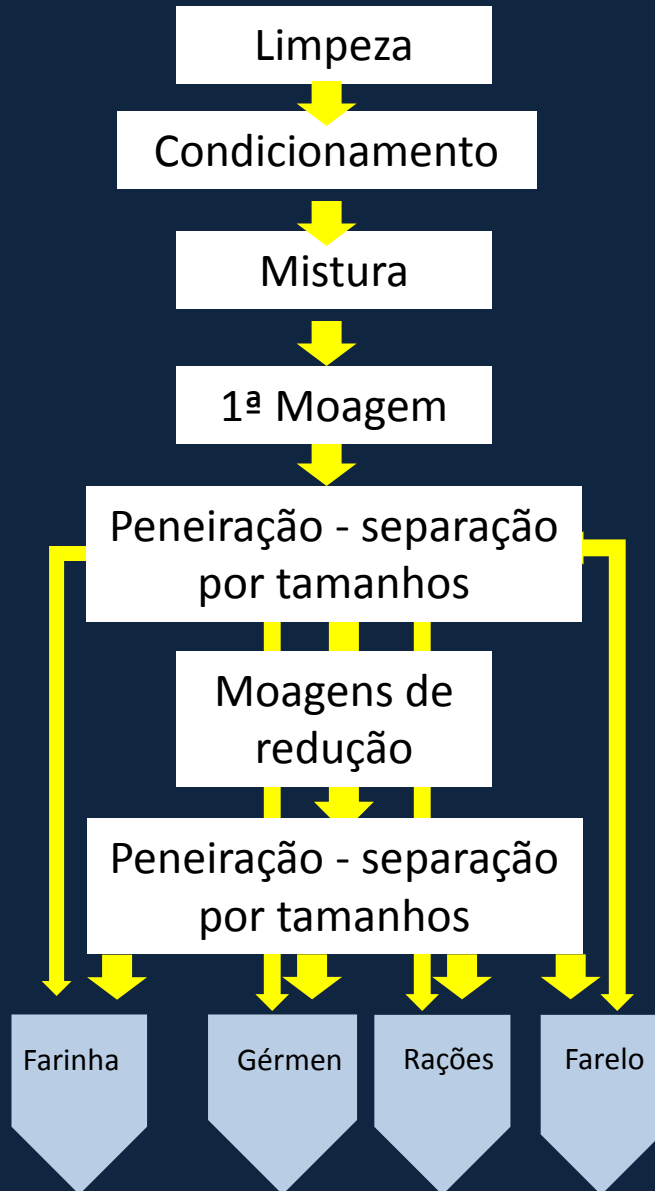 Limpeza
Condicionamento
Mistura
1ª Moagem
Peneiração - separação
por tamanhos
Moagens de
redução
Peneiração - separação
por tamanhos
Farinha
Gérmen
Rações
Farelo